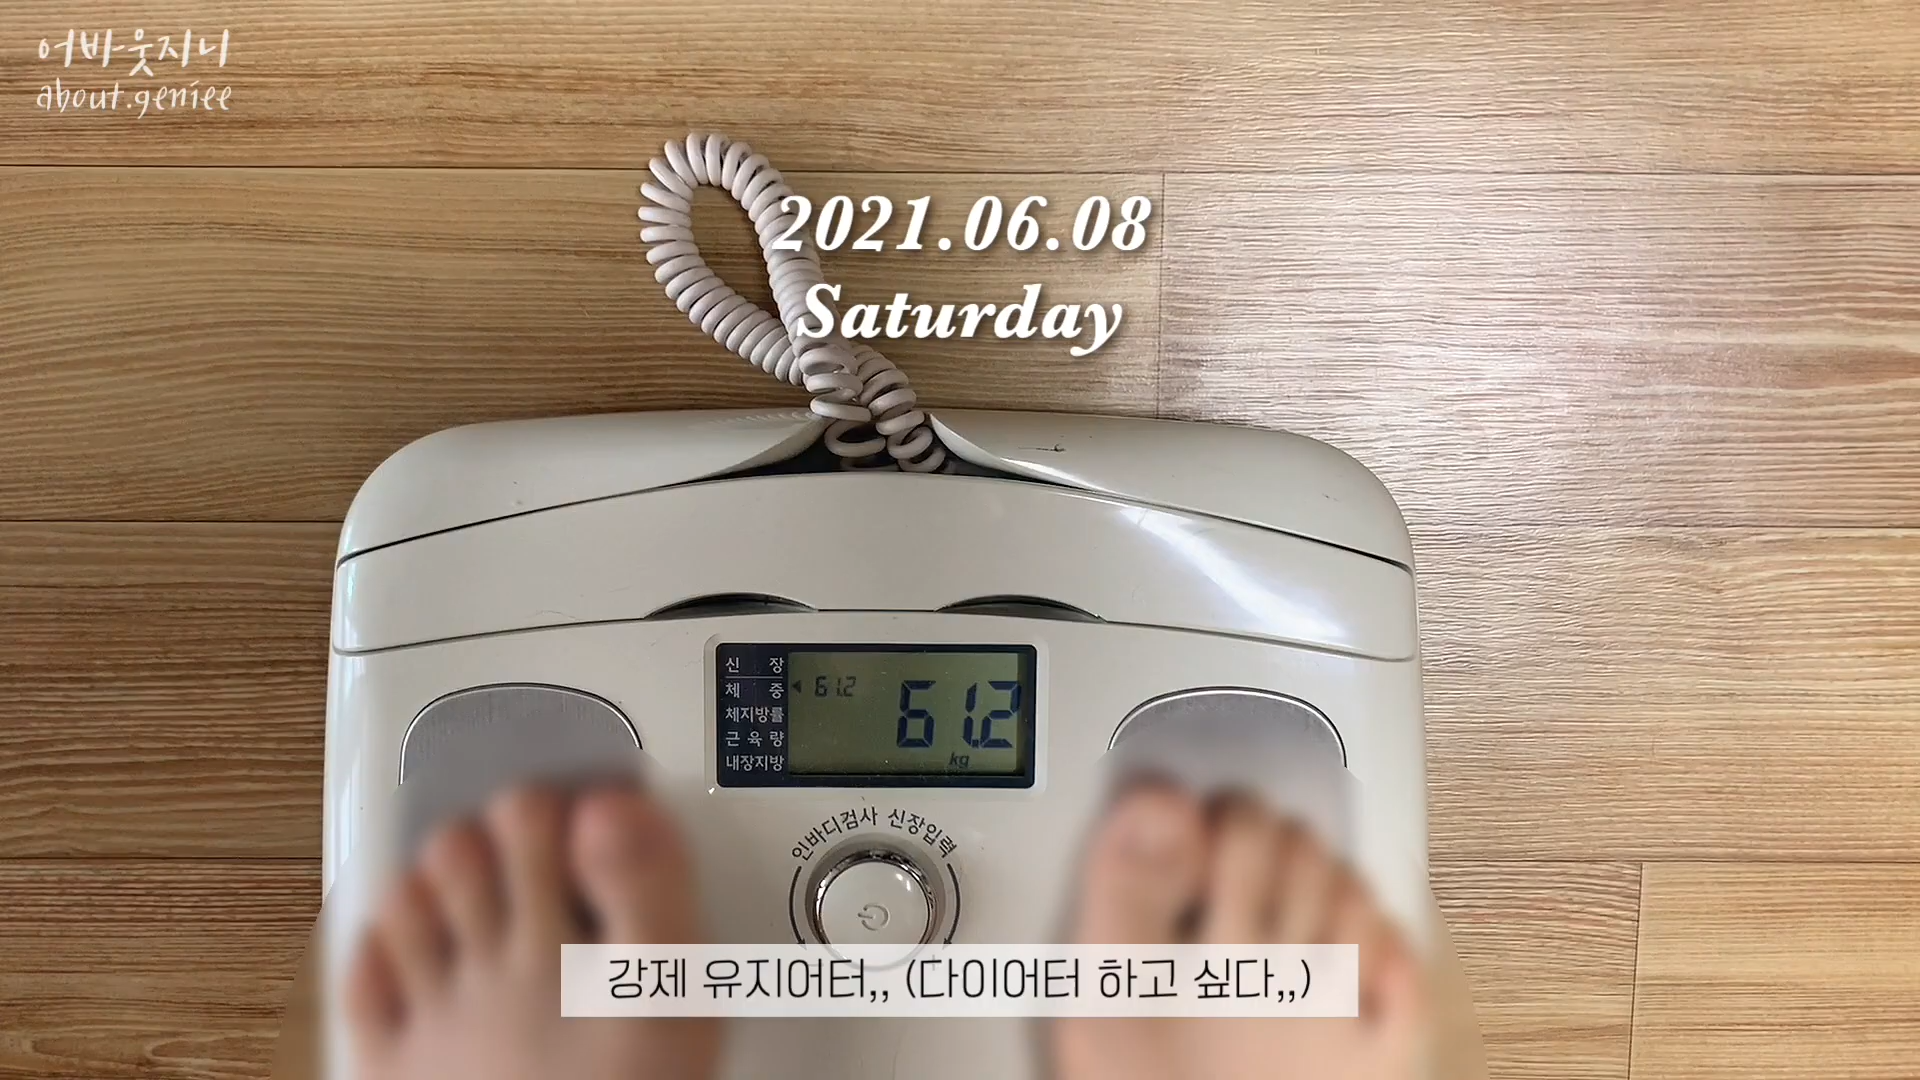 어바웃지니
about.geniee
2021.06.08
Saturday
신 장
체 중 61.2
체지방률
근 육 량
내장지방
61.2
kg
인바디검사 신장입력
강제 유지어터,, (다이어터 하고 싶다,,)